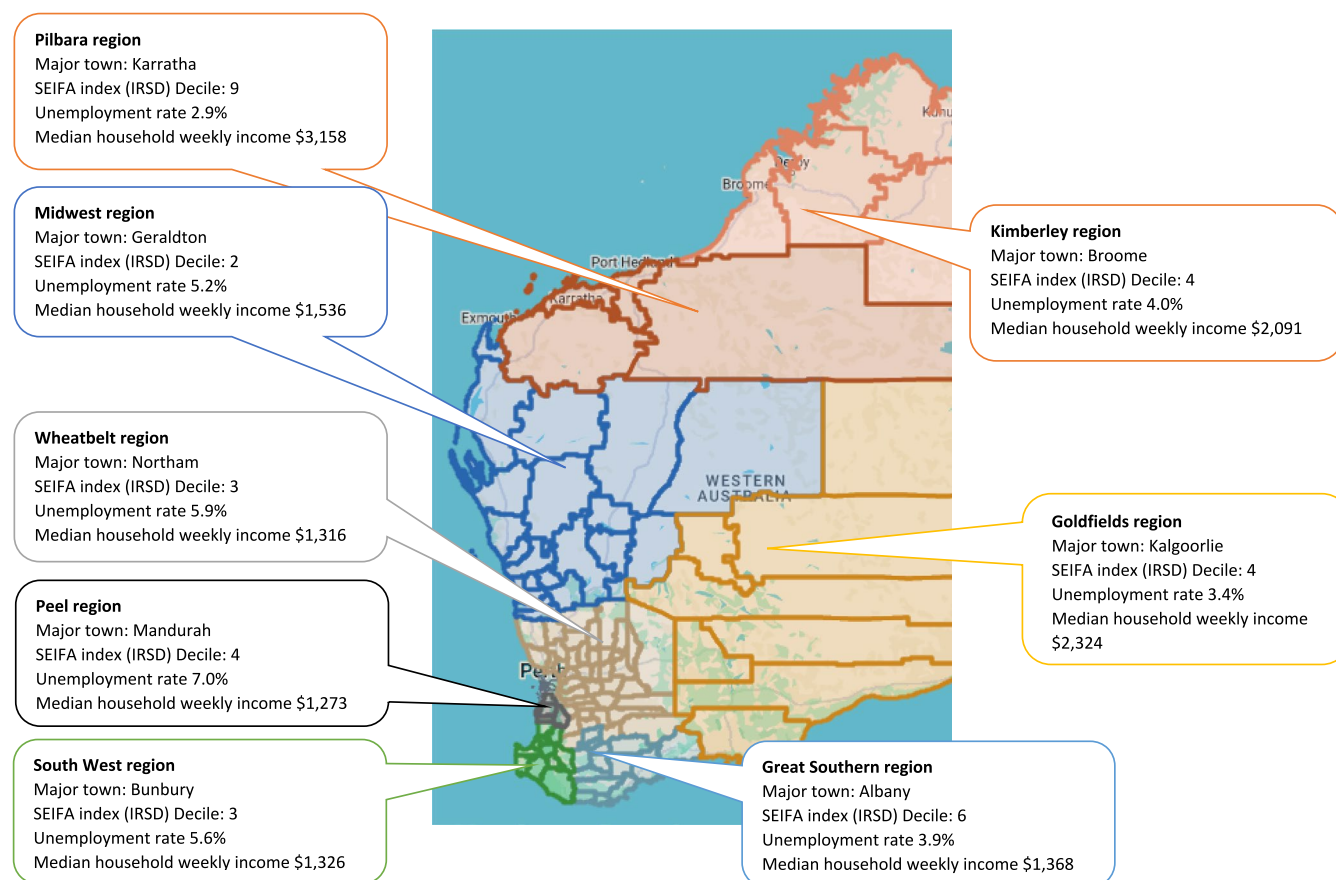 Pilbara region
Major town: Karratha
SEIFA index (IRSD) Decile: 9
Unemployment rate 2.9%
Median household weekly income $3,158
Midwest region
Major town: Geraldton
SEIFA index (IRSD) Decile: 2
Unemployment rate 5.2%
Median household weekly income $1,536
Wheatbelt region
Major town: Northam
SEIFA index (IRSD) Decile: 3
Unemployment rate 5.9%
Median household weekly income $1,316
Peel region
Major town: Mandurah
SEIFA index (IRSD) Decile: 4
Unemployment rate 7.0%
Median household weekly income $1,273
South West region
Major town: Bunbury
SEIFA index (IRSD) Decile: 3
Unemployment rate 5.6%
Median household weekly income $1,326
Broome
Port Hedland
Karratha
Exmouth
WESTERN
AUSTRALIA
Kimberley region
Major town: Broome
SEIFA index (IRSD) Decile: 4
Unemployment rate 4.0%
Median household weekly income $2,091
Goldfields region
Major town: Kalgoorlie
SEIFA index (IRSD) Decile: 4
Unemployment rate 3.4%
Median household weekly income
$2,324
Great Southern region
Major town: Albany
SEIFA index (IRSD) Decile: 6
Unemployment rate 3.9%
Median household weekly income $1,368